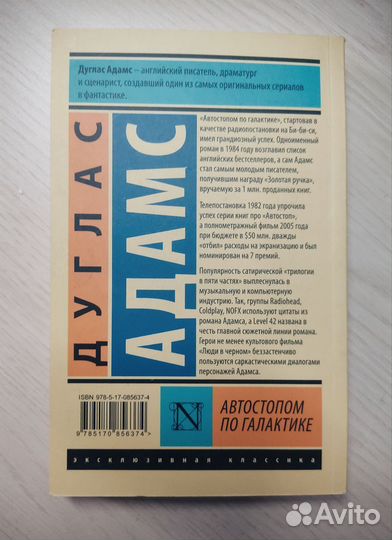 Дуглас Адамс – английский писатель, драматург
и сценарист, создавший один из самых оригинальных сериалов
в фантастике.
ДУГЛАС
АДАМС
«Автостопом по галактике», стартовав в
качестве радиопостановки на Би-би-си,
имел грандиозный успех. Одноименный
роман в 1984 году возглавил список
английских бестселлеров, а сам Адамс
стал самым молодым писателем,
получившим награду «Золотая ручка»,
вручаемую за 1 млн. проданных книг.
Телепостановка 1982 года упрочила
успех серии книг про «Автостоп»,
а полнометражный фильм 2005 года
при бюджете в $50 млн. дважды
«отбил» расходы на экранизацию и был
номинирован на 7 премий.
Популярность сатирической «трилогии
в пяти частях» выплеснулась в
музыкальную и компьютерную
индустрию. Так, группы Radiohead,
Coldplay, NOFX используют цитаты из
романа Адамса, а Level 42 названа в
честь главной сюжетной линии романа.
Герои не менее культового фильма
«Люди в черном» беззастенчиво
пользуются саркастическими диалогами
персонажей Адамса.
ISBN 978-5-17-085637-4
9 785170 856374 >
N
АВТОСТОПОМ
ПО ГАЛАКТИКЕ
эксклюзивная классика
Avito